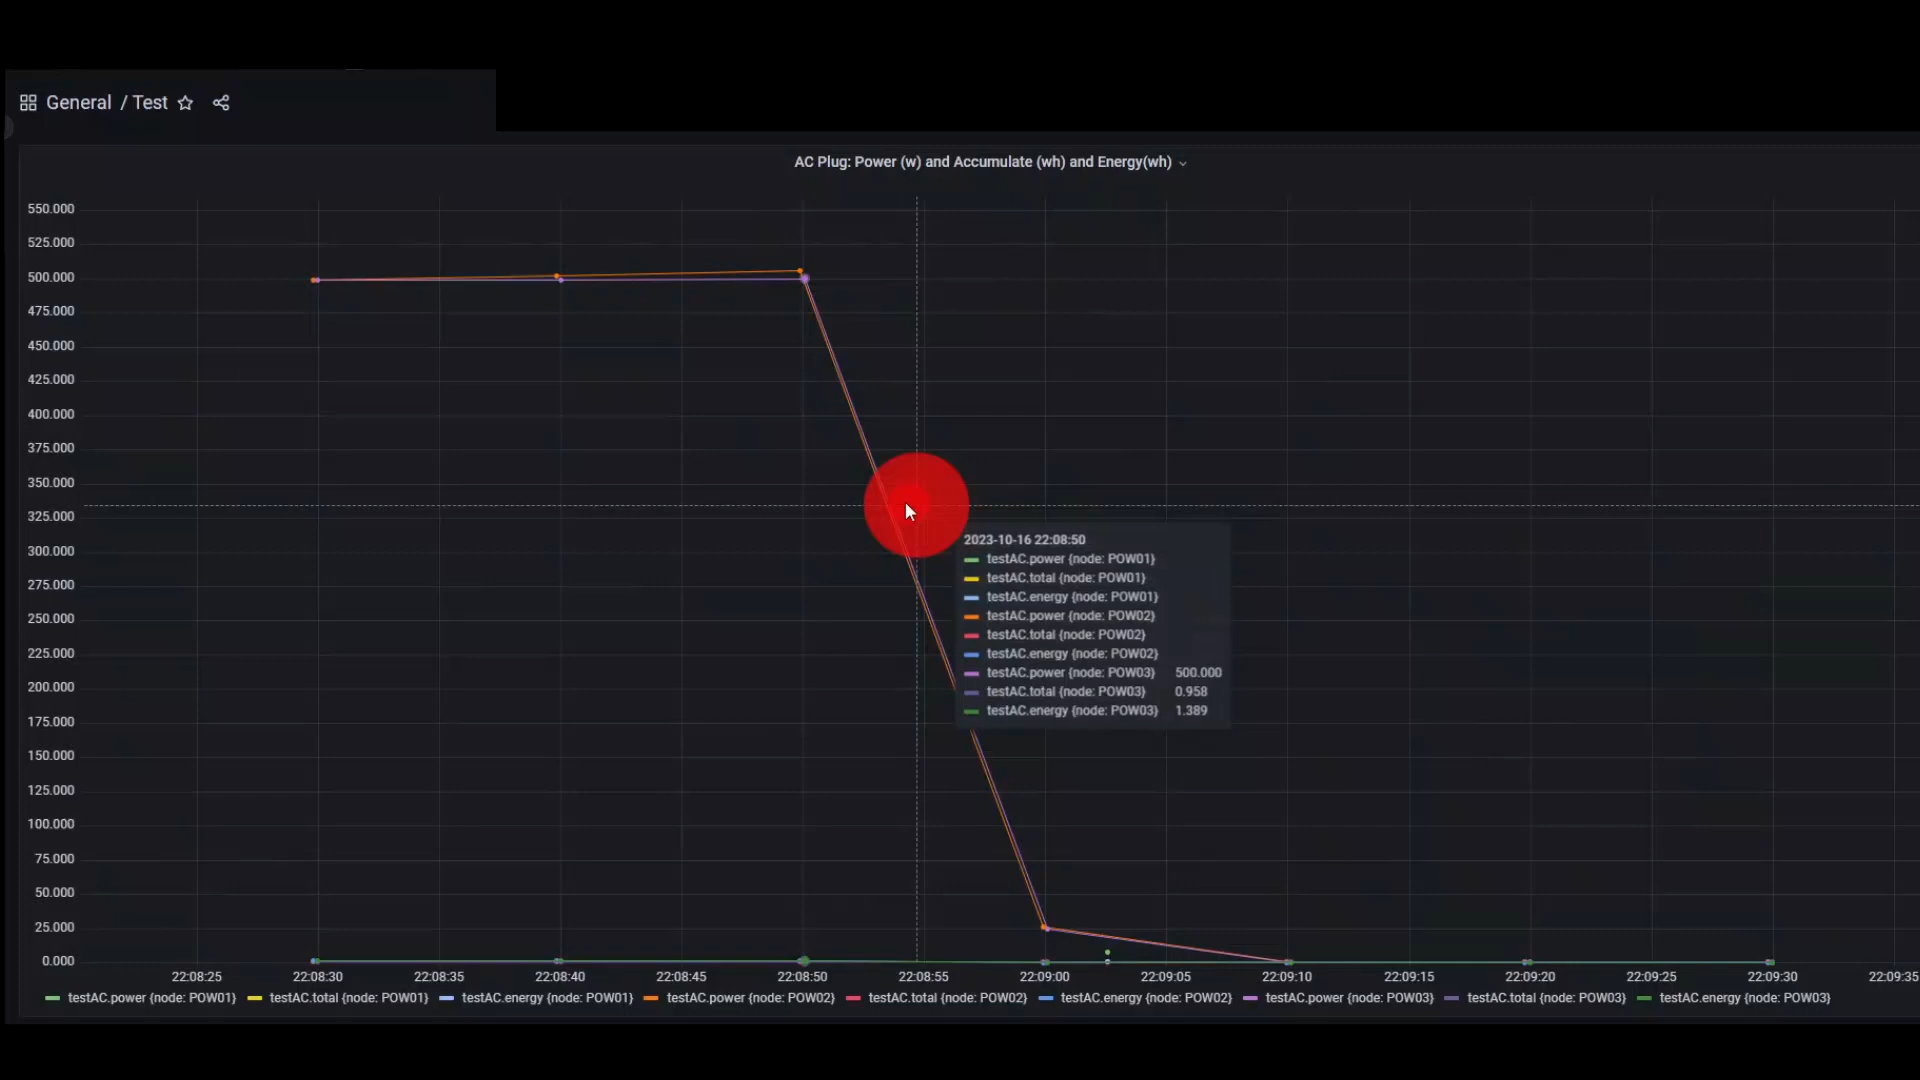 General / Test
AC Plug: Power (w) and Accumulate (wh) and Energy(wh)
550.000
525.000
500.000
475.000
450.000
425.000
400.000
375.000
350.000
325.000
300.000
275.000
250.000
225.000
200.000
175.000
150.000
125.000
100.000
75.000
50.000
25.000
0.000
2023-10-16 22:08:50
testAC.power {node: POW01}
testAC.total {node: POW01}
testAC.energy {node: POW01}
testAC.power {node: POW02}
testAC.total {node: POW02}
testAC.energy {node: POW02}
testAC.power {node: POW03} 500.000
testAC.total {node: POW03} 0.958
testAC.energy {node: POW03} 1.389
22:08:25 22:08:30 22:08:35 22:08:40 22:08:45 22:08:50 22:08:55 22:09:00 22:09:05 22:09:10 22:09:15 22:09:20 22:09:25 22:09:30 22:09:35
testAC.power {node: POW01} testAC.total {node: POW01} testAC.energy {node: POW01} testAC.power {node: POW02} testAC.total {node: POW02} testAC.energy {node: POW02} testAC.power {node: POW03} testAC.total {node: POW03} testAC.energy {node: POW03}